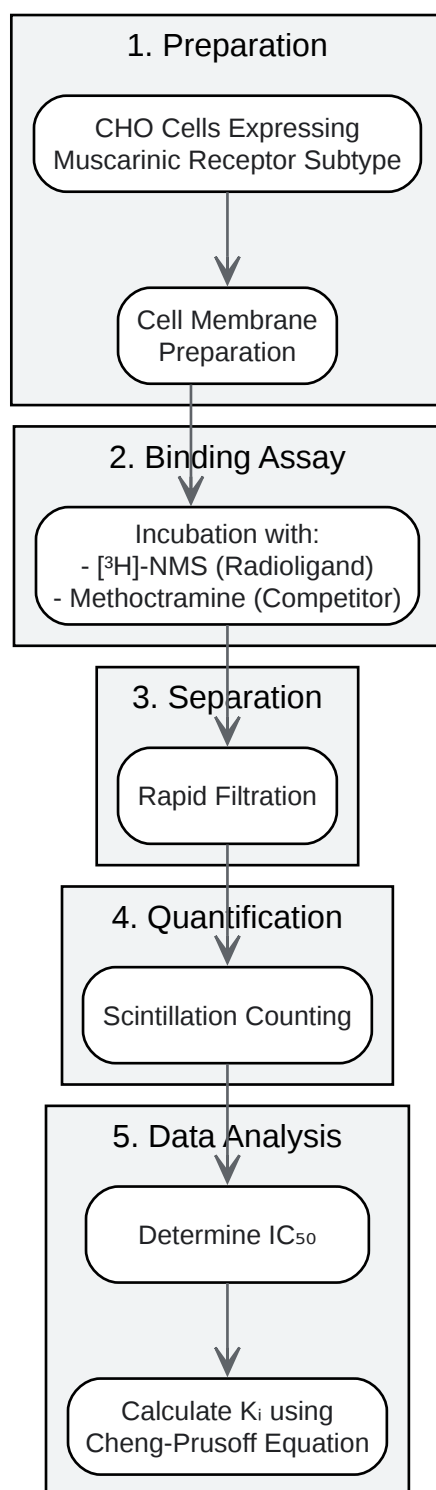 1. Preparation
CHO Cells Expressing
Muscarinic Receptor Subtype
Cell Membrane
Preparation
2. Binding Assay
Incubation with:
- [³H]-NMS (Radioligand)
- Methoctramine (Competitor)
3. Separation
Rapid Filtration
4. Quantification
Scintillation Counting
5. Data Analysis
Determine IC₅₀
Calculate Kᵢ using
Cheng-Prusoff Equation